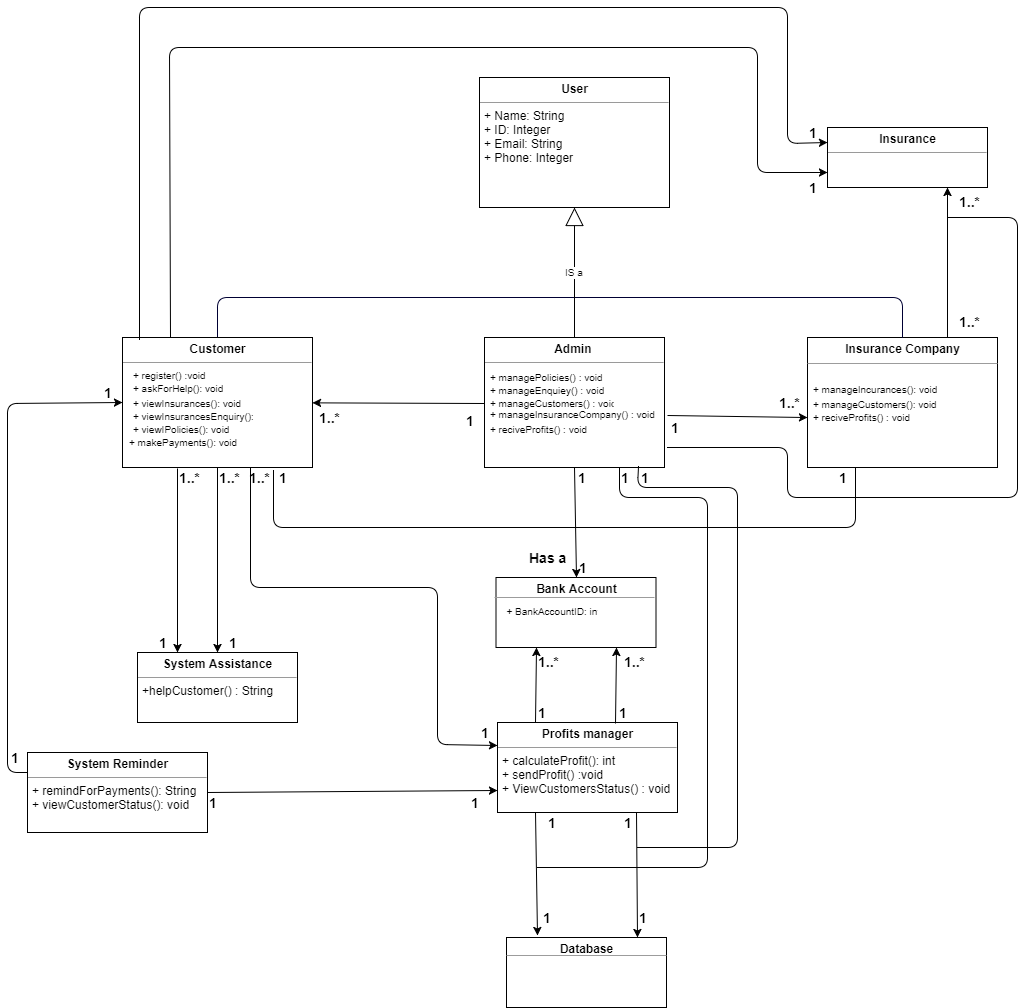 User
+ Name: String
+ ID: Integer
+ Email: String
+ Phone: Integer
Insurance
1
1
1..*
IS a
1..*
Customer
+ register() :void
+ askForHelp(): void
+ viewInsurances(): void
+ viewInsurancesEnquiry():
+ viewIPolicies(): void
+ makePayments(): void
Admin
+ managePolicies() : void
+ manageEnquiey() : void
+ manageCustomers() : voic
+ manageInsuranceCompany() : void
+ reciveProfits() : void
Insurance Company
+ manageIncurances(): void
+ manageCustomers(): void
+ reciveProfits() : void
1
1..*
1
1
1..*
1..*
1..*
1..*
1
1
1
1
1
Has a
1
Bank Account
+ BankAccountID: in
1
1
System Assistance
+helpCustomer() : String
1..*
1..*
1
1
1
Profits manager
+ calculateProfit(): int
+ sendProfit() :void
+ ViewCustomersStatus() : void
1
System Reminder
+ remindForPayments(): String
+ viewCustomerStatus(): void
1
1
1
1
1
1
Database